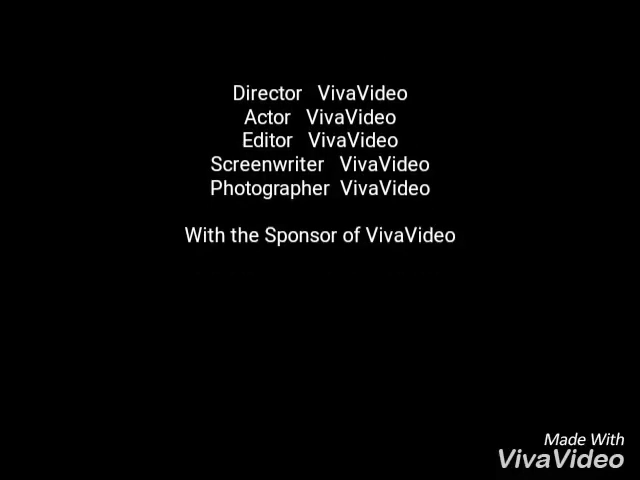 Director VivaVideo
Actor VivaVideo
Editor VivaVideo
Screenwriter VivaVideo
Photographer VivaVideo
With the Sponsor of VivaVideo
Made With
VivaVideo